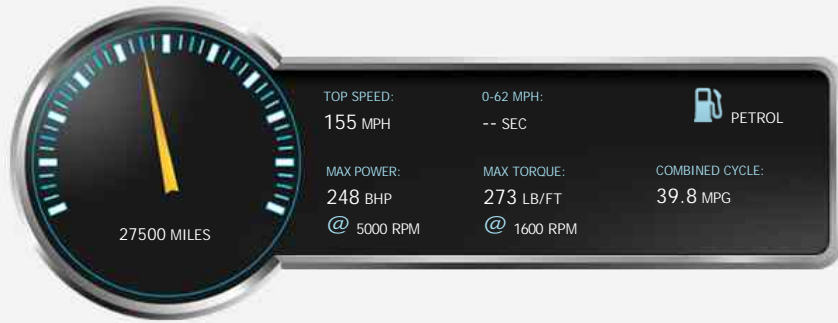 TOP SPEED:
155 MPH
0-62 MPH:
-- SEC
PETROL
MAX POWER:
248 BHP
@ 5000 RPM
MAX TORQUE:
273 LB/FT
@ 1600 RPM
COMBINED CYCLE:
39.8 MPG
27500 MILES